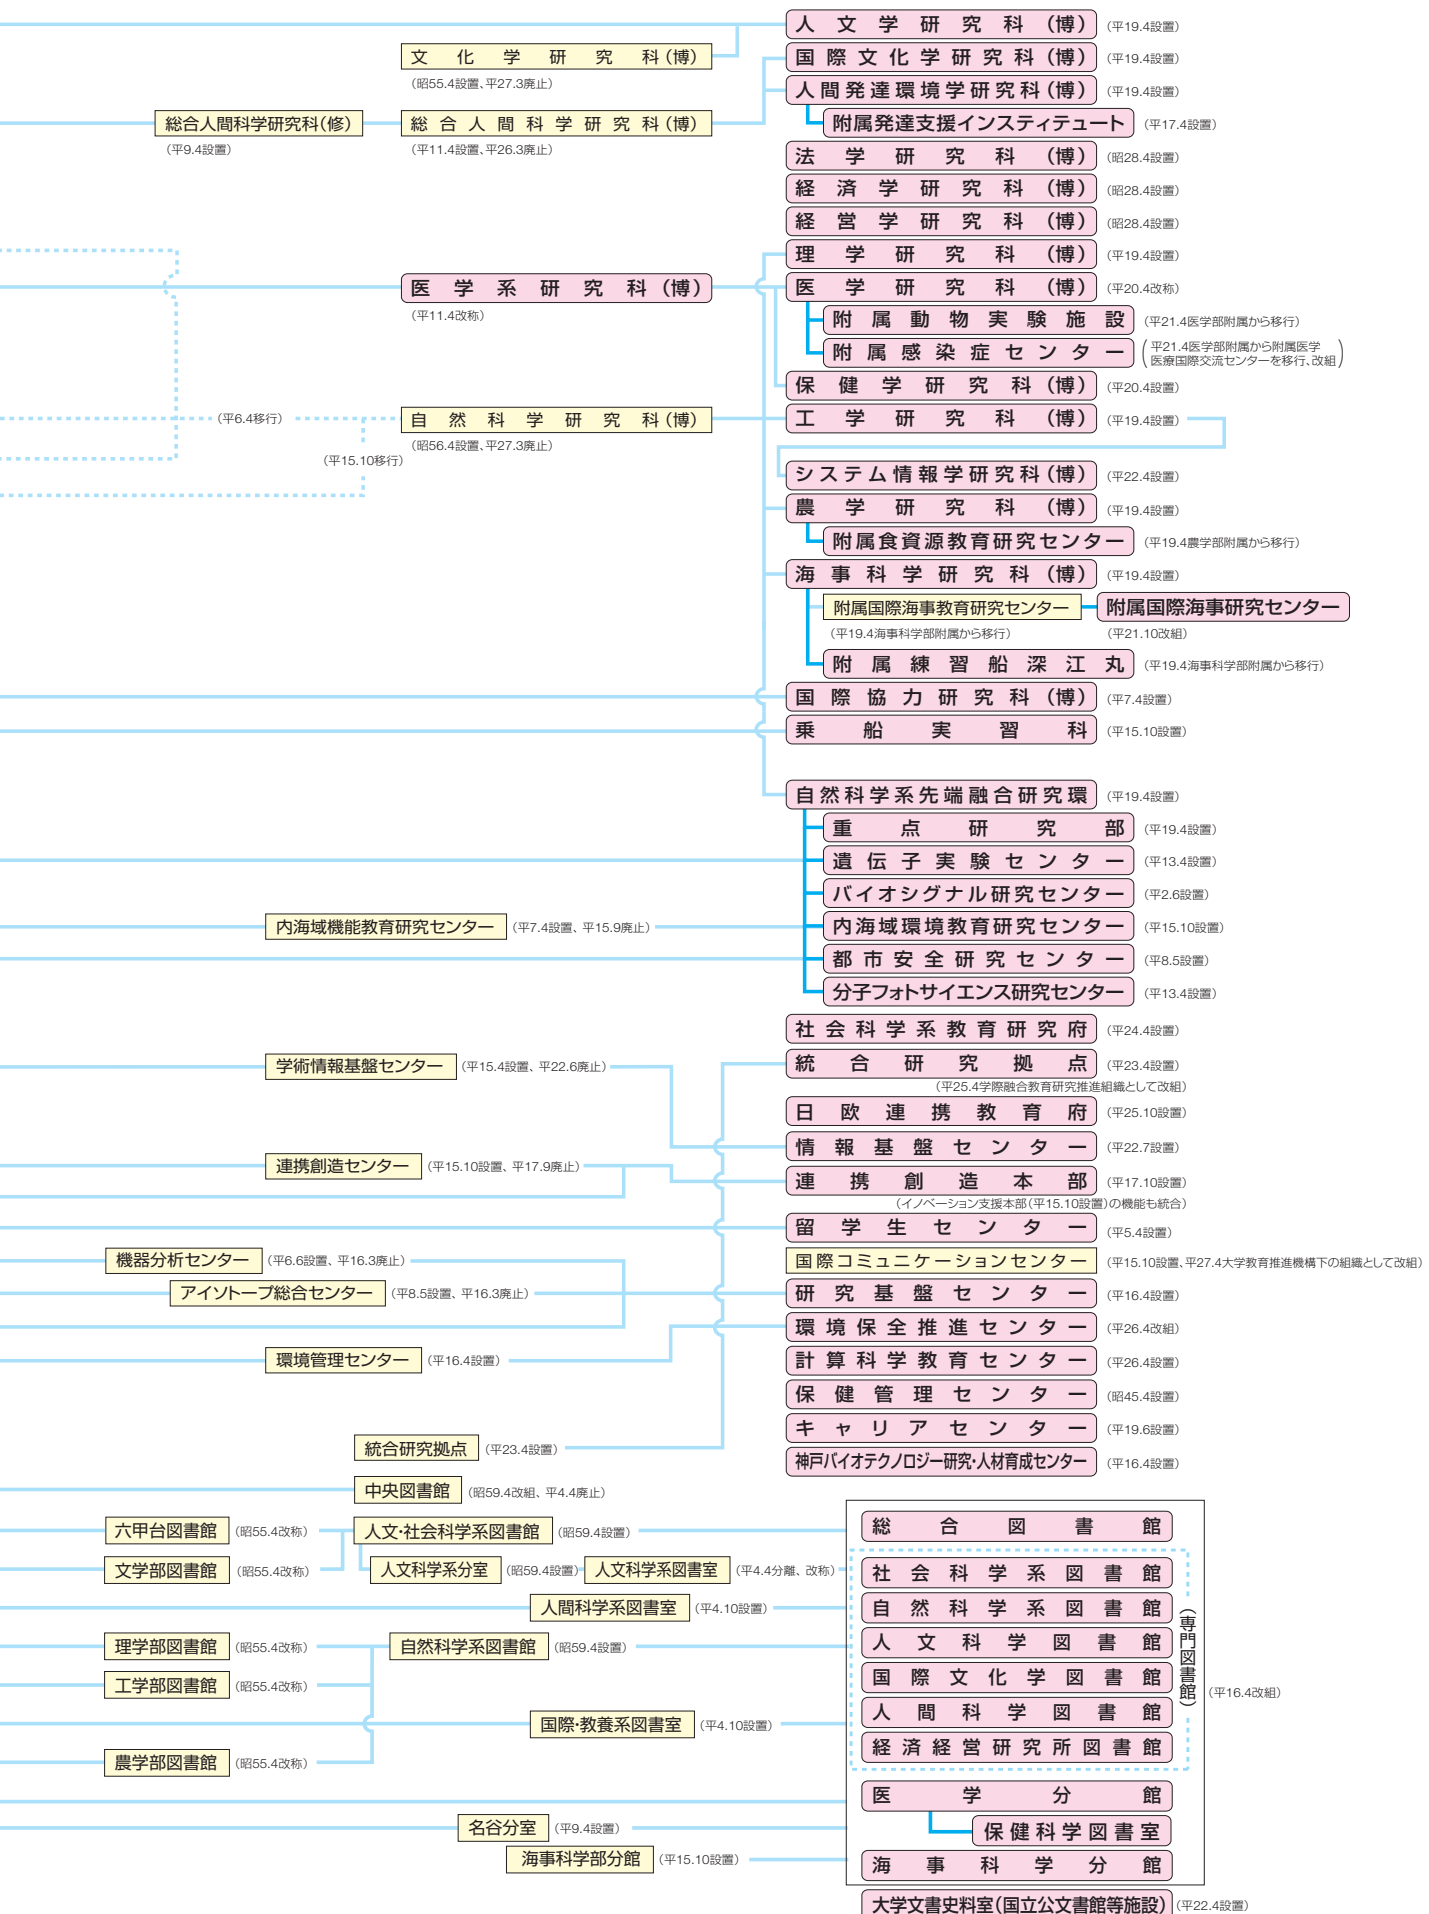 人文学研究科(博) (平19.4設置)
文化学研究科(博)
(昭55.4設置、平27.3廃止)
国際文化学研究科(博) (平19.4設置)
人間発達環境学研究科(博) (平19.4設置)
総合人間科学研究科(修) 総合人間科学研究科(博) 附属発達支援インスティテュート (平17.4設置)
(平9.4設置) (平11.4設置、平26.3廃止)
法学研究科(博) (昭28.4設置)
経済学研究科(博) (昭28.4設置)
経営学研究科(博) (昭28.4設置)
理学研究科(博) (平19.4設置)
医学系研究科(博) 医学研究科(博) (平20.4改称)
(平11.4改称)
附属動物実験施設 (平21.4医学部附属から移行)
附属感染症センター (平21.4医学部附属から附属医学
医療国際交流センターを移行、改組)
保健学研究科(博) (平20.4設置)
(平6.4移行) 自然科学研究科(博) 工学研究科(博) (平19.4設置)
(昭56.4設置、平27.3廃止)
(平15.10移行)
システム情報学研究科(博) (平22.4設置)
農学研究科(博) (平19.4設置)
附属食資源教育研究センター (平19.4農学部附属から移行)
海事科学研究科(博) (平19.4設置)
附属国際海事教育研究センター 附属国際海事研究センター
(平19.4海事科学部附属から移行) (平21.10改組)
附属練習船深江丸 (平19.4海事科学部附属から移行)
国際協力研究科(博) (平7.4設置)
乗船実習科 (平15.10設置)
自然科学系先端融合研究環 (平19.4設置)
重点研究部 (平19.4設置)
遺伝子実験センター (平13.4設置)
バイオシグナル研究センター (平2.6設置)
内海域機能教育研究センター (平7.4設置、平15.9廃止) 内海域環境教育研究センター (平15.10設置)
都市安全研究センター (平8.5設置)
分子フォトサイエンス研究センター (平13.4設置)
社会科学系教育研究府 (平24.4設置)
学術情報基盤センター (平15.4設置、平22.6廃止) 統合研究拠点 (平23.4設置)
(平25.4学際融合教育研究推進組織として改組)
日欧連携教育府 (平25.10設置)
情報基盤センター (平22.7設置)
連携創造センター (平15.10設置、平17.9廃止) 連携創造本部 (平17.10設置)
(イノベーション支援本部(平15.10設置)の機能も統合)
留学生センター (平5.4設置)
機器分析センター (平6.6設置、平16.3廃止) 国際コミュニケーションセンター (平15.10設置、平27.4大学教育推進機構下の組織として改組)
アイソトープ総合センター (平8.5設置、平16.3廃止) 研究基盤センター (平16.4設置)
環境保全推進センター (平26.4改組)
環境管理センター (平16.4設置) 計算科学教育センター (平26.4設置)
保健管理センター (昭45.4設置)
キャリアセンター (平19.6設置)
統合研究拠点 (平23.4設置) 神戸バイオテクノロジー研究・人材育成センター (平16.4設置)
中央図書館 (昭59.4改組、平4.4廃止)
六甲台図書館 (昭55.4改称) 人文・社会科学系図書館 (昭59.4設置) 総合図書館
文学部図書館 (昭55.4改称) 人文科学系分室 (昭59.4設置) 人文科学系図書室 (平4.4分離、改称) 社会科学系図書館
人間科学系図書室 (平4.10設置) 自然科学系図書館
理学部図書館 (昭55.4改称) 自然科学系図書館 (昭59.4設置) 人文科学図書館
(専門図書館)
工学部図書館 (昭55.4改称) 国際文化学図書館 (平16.4改組)
国際・教養系図書室 (平4.10設置) 人間科学図書館
農学部図書館 (昭55.4改称) 経済経営研究所図書館
医学分館
名谷分室 (平9.4設置) 保健科学図書室
海事科学部分館 (平15.10設置) 海事科学分館
大学文書史料室(国立公文書館等施設) (平22.4設置)